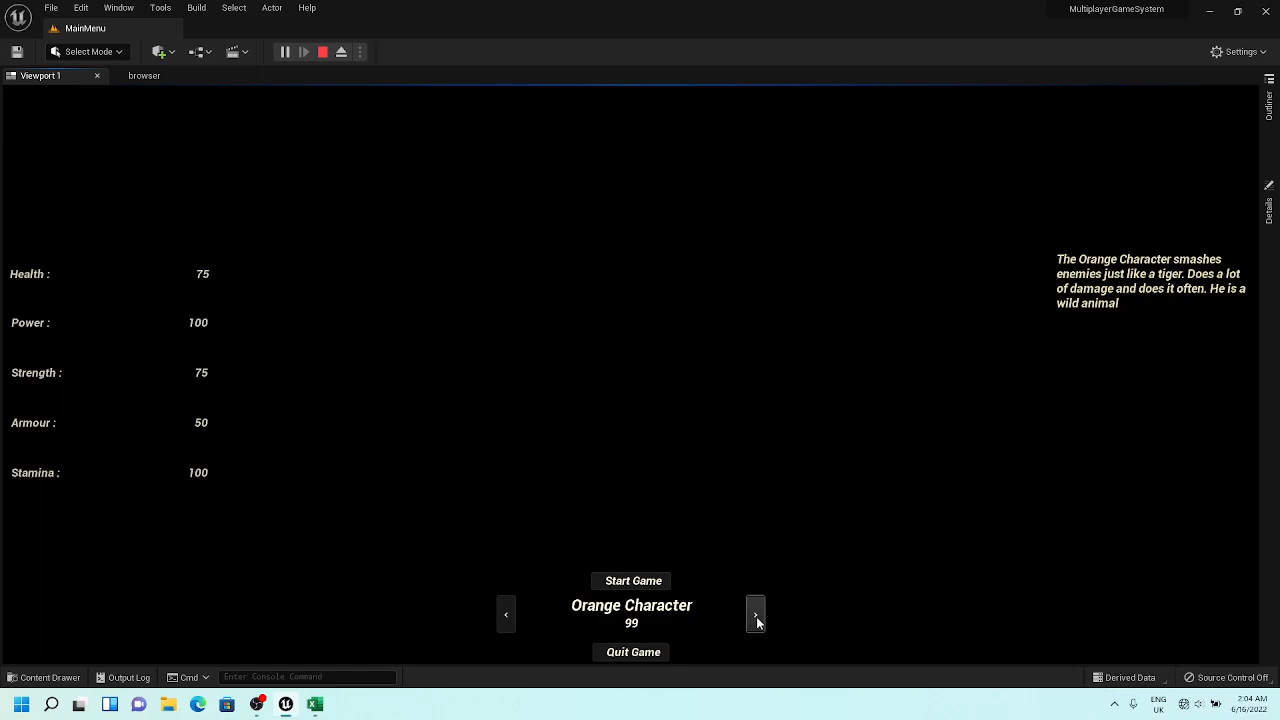 File Edit Window Tools Build Select Actor Help
MultiplayerGameSystem
MainMenu
Select Mode
Settings
Viewport 1
browser
Outliner
Details
Health : 75
Power : 100
Strength : 75
Armour : 50
Stamina : 100
The Orange Character smashes
enemies just like a tiger. Does a lot
of damage and does it often. He is a
wild animal
Start Game
‹ Orange Character ›
99
Quit Game
Content Drawer Output Log Cmd Enter Console Command
Derived Data Source Control Off
ENG
UK
2:04 AM
6/16/2022